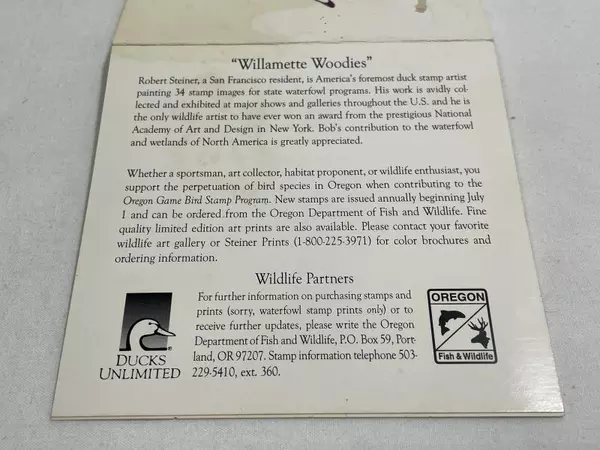 "Willamette Woodies"
Robert Steiner, a San Francisco resident, is America's foremost duck stamp artist
painting 34 stamp images for state waterfowl programs. His work is avidly col-
lected and exhibited at major shows and galleries throughout the U.S. and he is
the only wildlife artist to have ever won an award from the prestigious National
Academy of Art and Design in New York. Bob's contribution to the waterfowl
and wetlands of North America is greatly appreciated.
Whether a sportsman, art collector, habitat proponent, or wildlife enthusiast, you
support the perpetuation of bird species in Oregon when contributing to the
Oregon Game Bird Stamp Program. New stamps are issued annually beginning July
1 and can be ordered from the Oregon Department of Fish and Wildlife. Fine
quality limited edition art prints are also available. Please contact your favorite
wildlife art gallery or Steiner Prints (1-800-225-3971) for color brochures and
ordering information.
Wildlife Partners
For further information on purchasing stamps and
prints (sorry, waterfowl stamp prints only) or to
receive further updates, please write the Oregon
Department of Fish and Wildlife, P.O. Box 59, Port-
land, OR 97207. Stamp information telephone 503-
229-5410, ext. 360.
DUCKS
UNLIMITED
OREGON
Fish & Wildlife